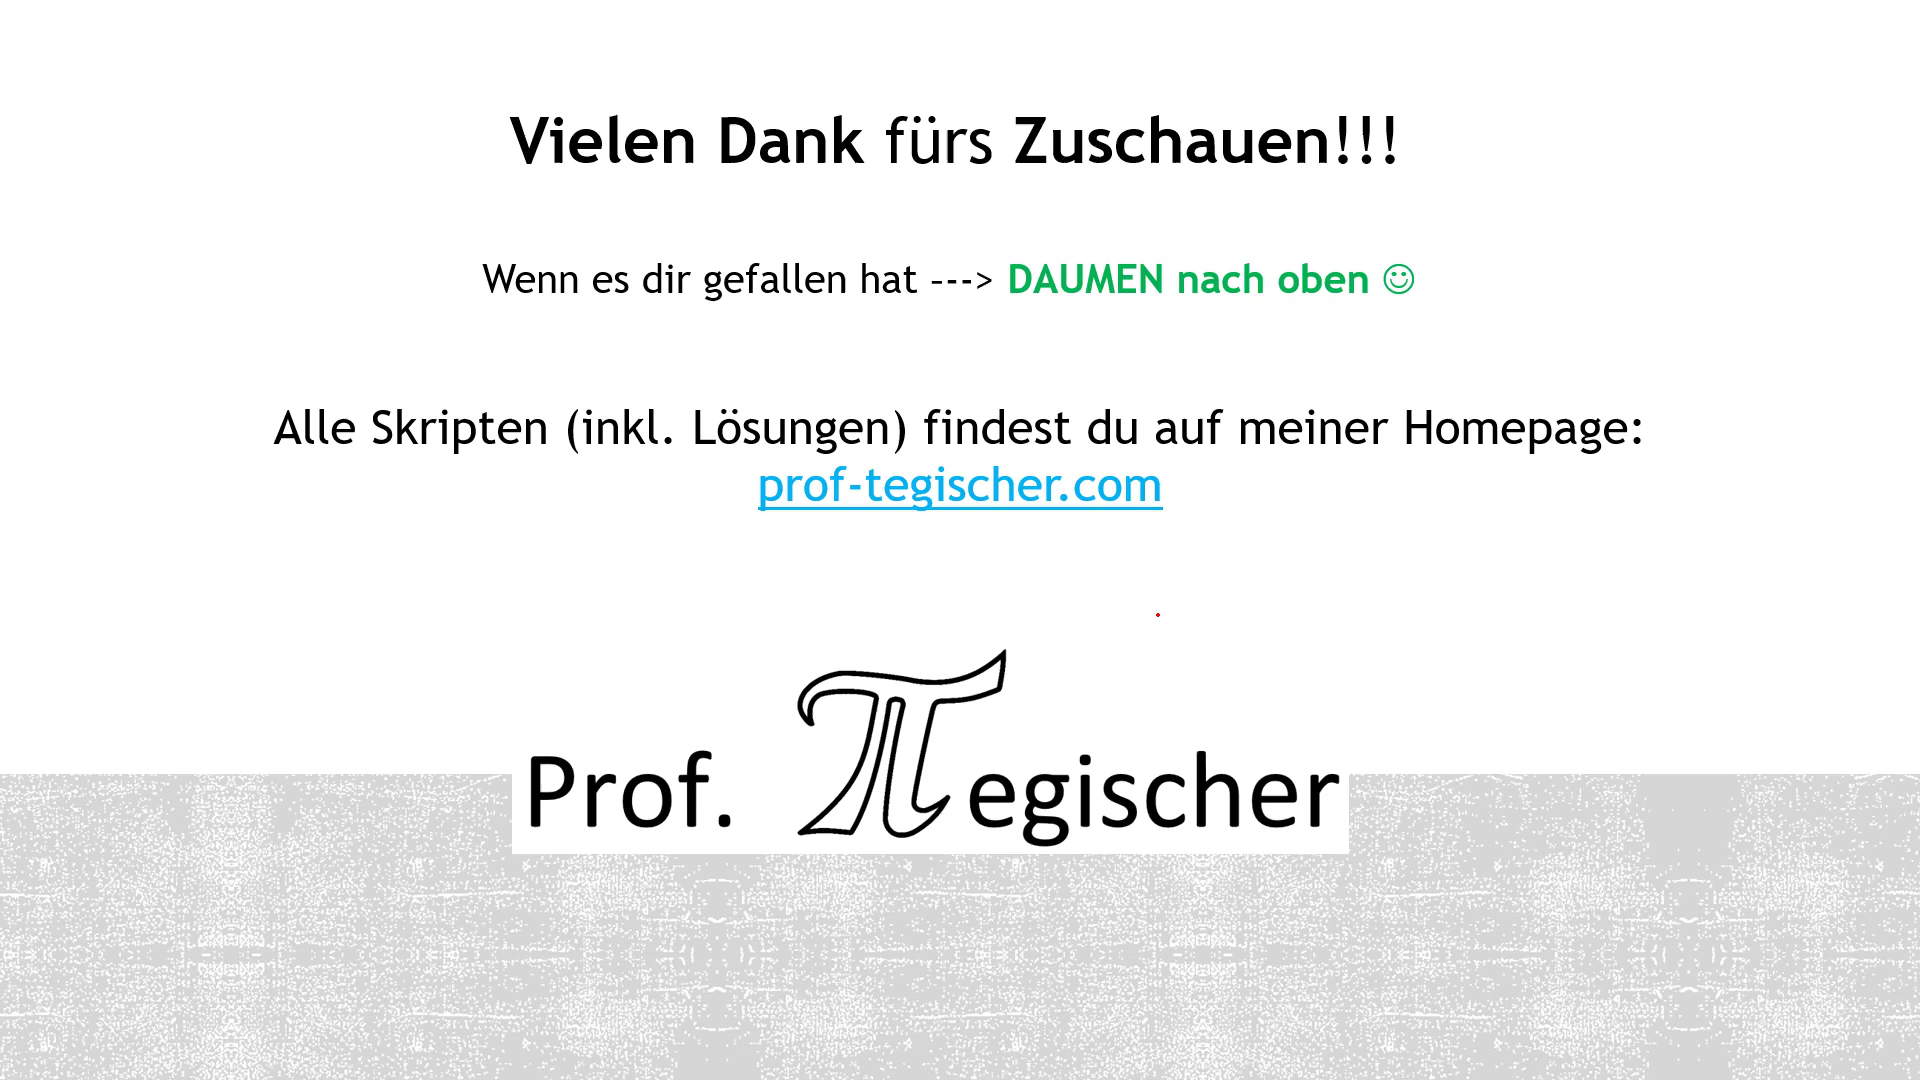 Vielen Dank fürs Zuschauen!!!
Wenn es dir gefallen hat ---> DAUMEN nach oben ☺
Alle Skripten (inkl. Lösungen) findest du auf meiner Homepage:
prof-tegischer.com
Prof. πegischer